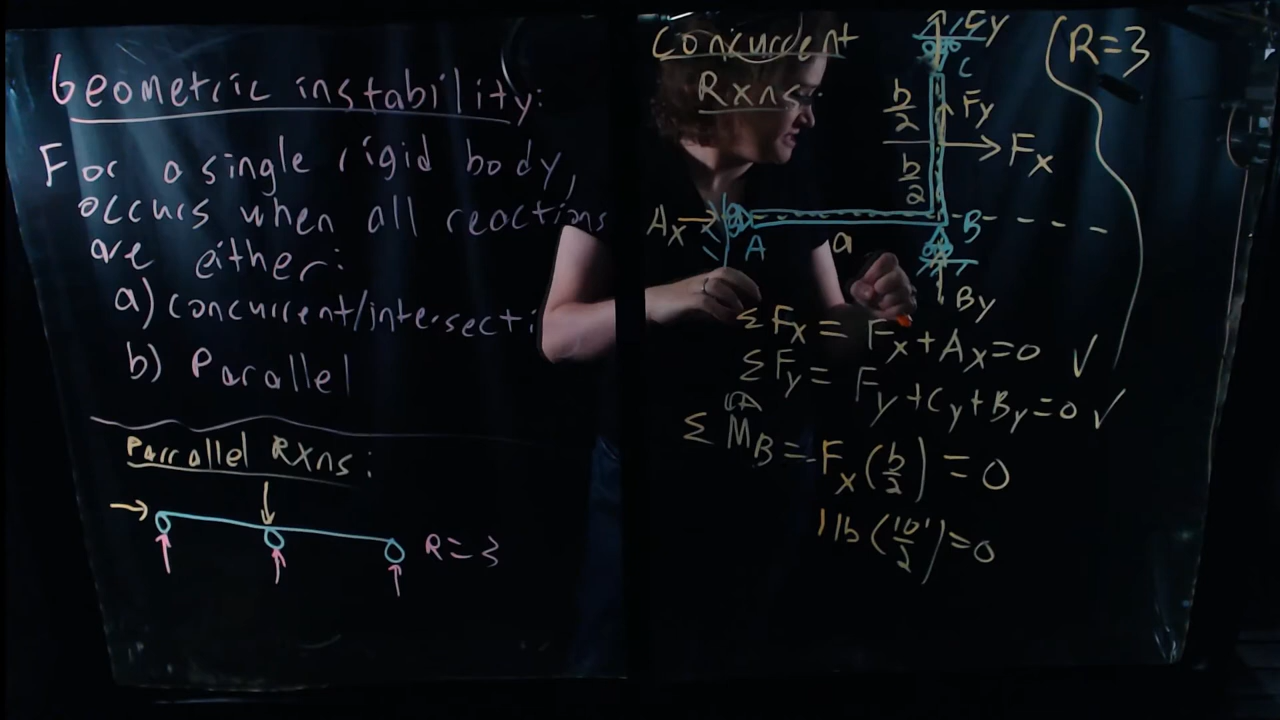 Geometric instability:
For a single rigid body,
occurs when all reactions
are either:
a) concurrent/intersecti
b) Parallel
Parrallel RXns:
R=3
Concurrent
Rxns
R=3
Fy
C
b/2
Fy
Fx
b/2
Ax
A
a
B
By
ΣFx = Fx+Ax=0 √
ΣFy = Fy+Cy+By=0 √
ΣMB = -Fx(b/2) = 0
1lb(10'/2)=0